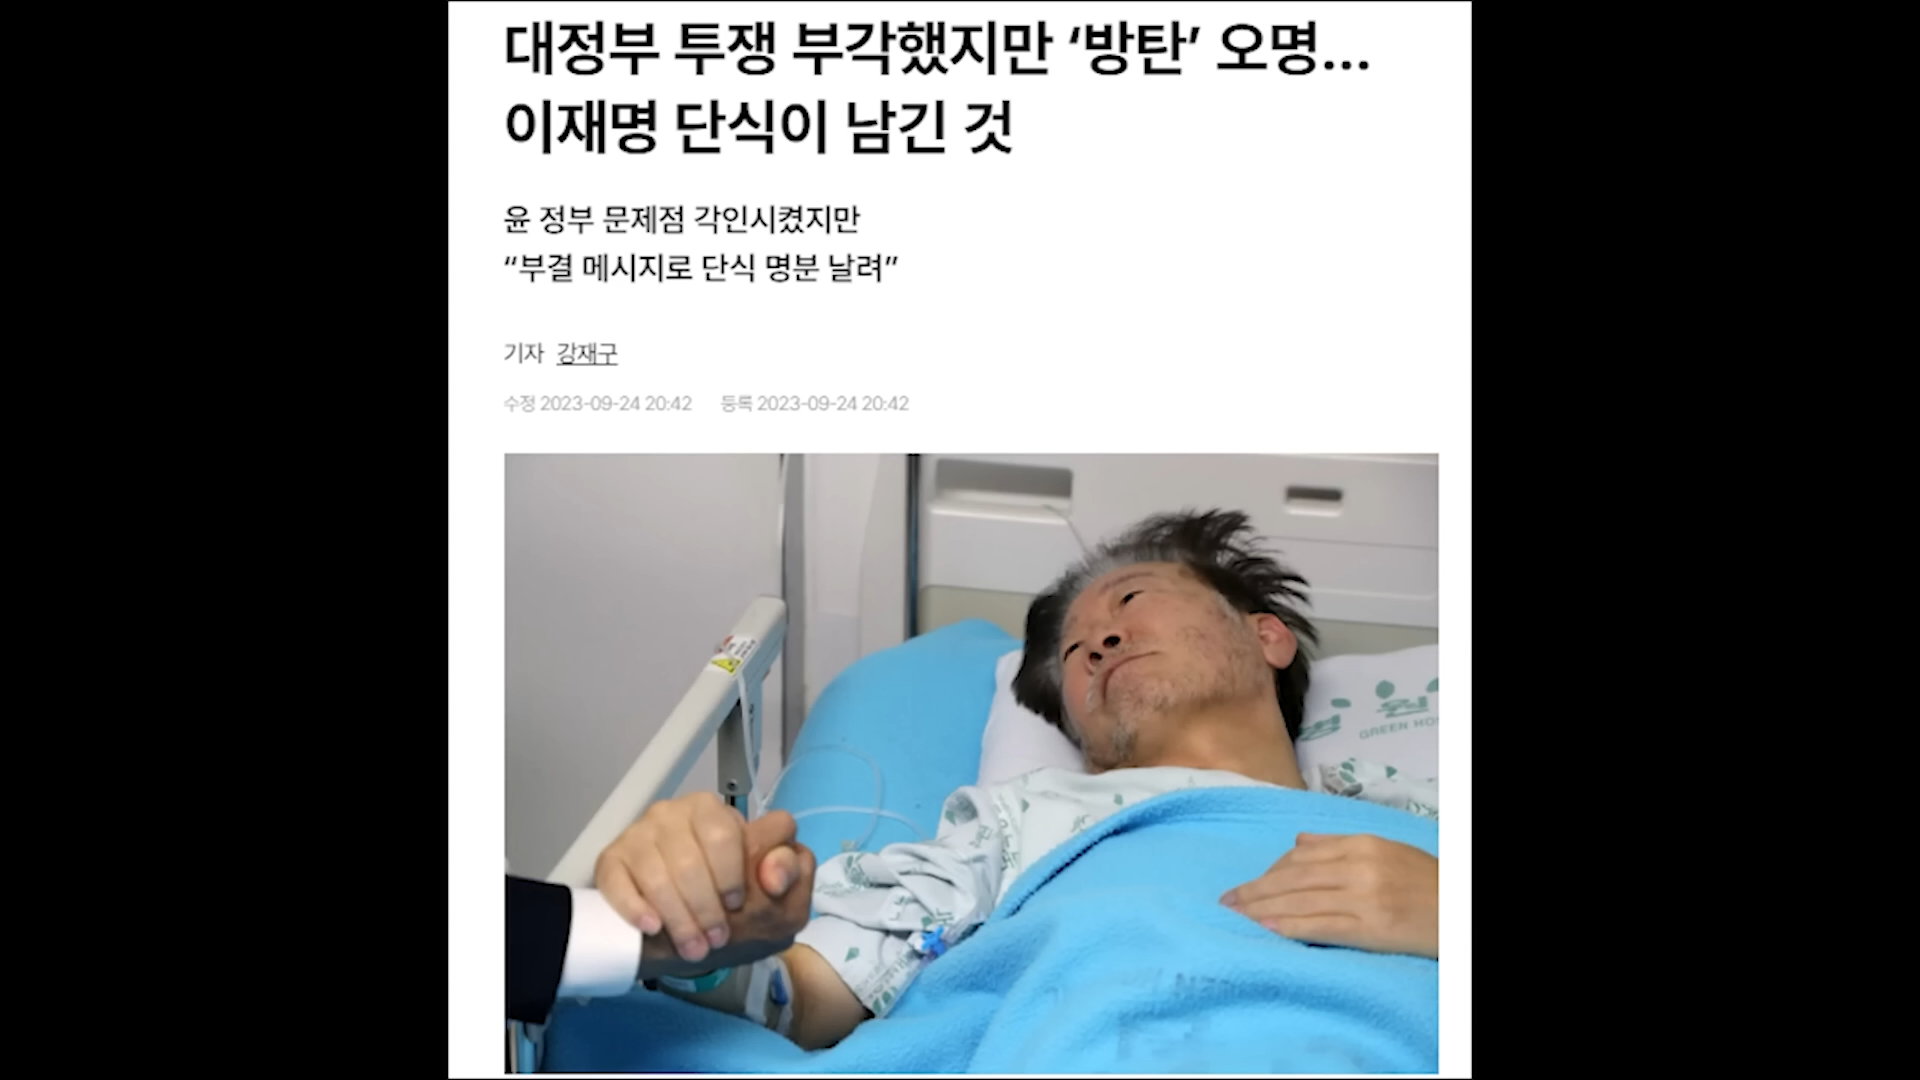 대정부 투쟁 부각했지만 ‘방탄’ 오명…
이재명 단식이 남긴 것
윤 정부 문제점 각인시켰지만
“부결 메시지로 단식 명분 날려”
기자 강재구
수정 2023-09-24 20:42 등록 2023-09-24 20:42
GREEN